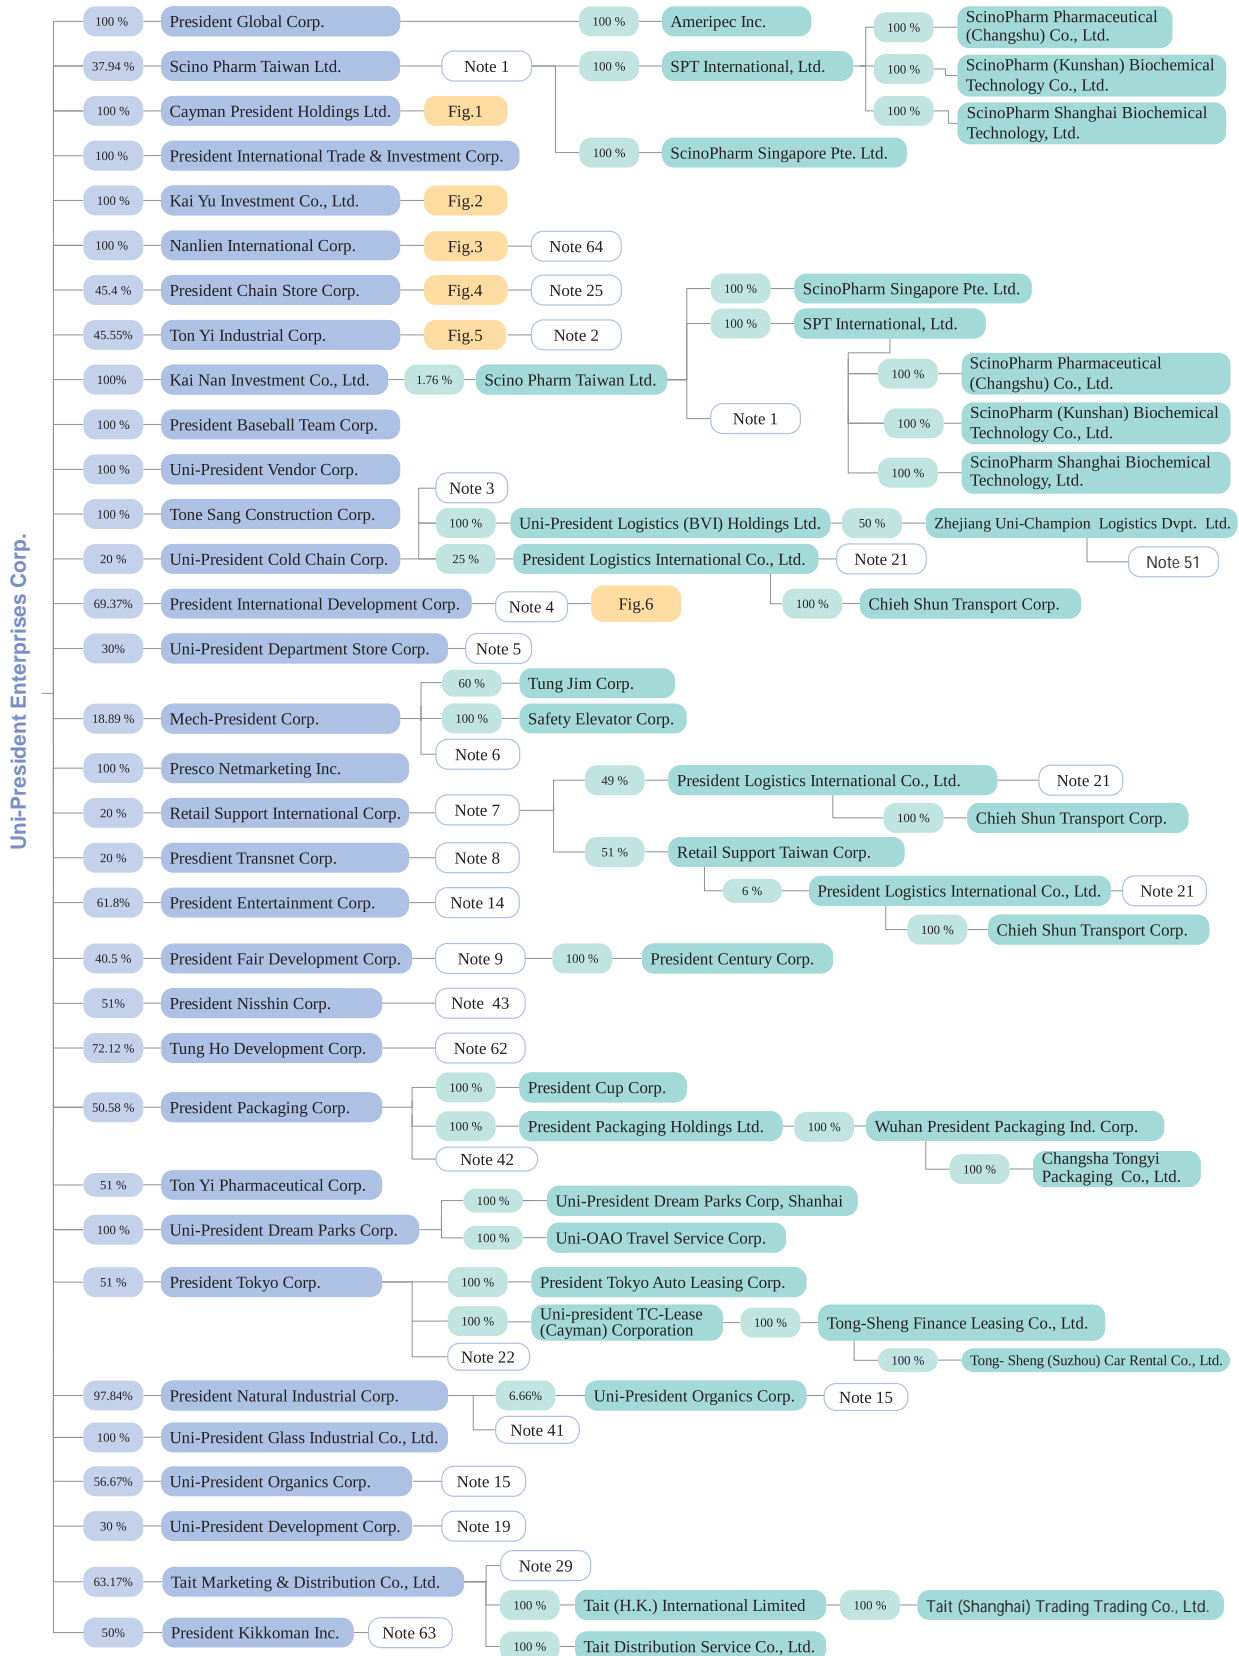 Uni-President Enterprises Corp.
100 % President Global Corp. 100 % Ameripec Inc.
37.94 % Scino Pharm Taiwan Ltd. Note 1 100 % SPT International, Ltd.
100 % ScinoPharm Pharmaceutical
(Changshu) Co., Ltd.
100 % ScinoPharm (Kunshan) Biochemical
Technology Co., Ltd.
100 % ScinoPharm Shanghai Biochemical
Technology, Ltd.
100 % ScinoPharm Singapore Pte. Ltd.
100 % Cayman President Holdings Ltd. Fig.1
100 % President International Trade & Investment Corp.
100 % Kai Yu Investment Co., Ltd. Fig.2
100 % Nanlien International Corp. Fig.3 Note 64
45.4 % President Chain Store Corp. Fig.4 Note 25
45.55% Ton Yi Industrial Corp. Fig.5 Note 2
100% Kai Nan Investment Co., Ltd. 1.76 % Scino Pharm Taiwan Ltd.
100 % ScinoPharm Singapore Pte. Ltd.
100 % SPT International, Ltd.
100 % ScinoPharm Pharmaceutical
(Changshu) Co., Ltd.
100 % ScinoPharm (Kunshan) Biochemical
Technology Co., Ltd.
100 % ScinoPharm Shanghai Biochemical
Technology, Ltd.
Note 1
100 % President Baseball Team Corp.
100 % Uni-President Vendor Corp.
100 % Tone Sang Construction Corp.
20 % Uni-President Cold Chain Corp.
Note 3
100 % Uni-President Logistics (BVI) Holdings Ltd. 50 % Zhejiang Uni-Champion Logistics Dvpt. Ltd.
Note 51
25 % President Logistics International Co., Ltd. Note 21
100 % Chieh Shun Transport Corp.
69.37% President International Development Corp. Note 4 Fig.6
30% Uni-President Department Store Corp. Note 5
18.89 % Mech-President Corp.
60 % Tung Jim Corp.
100 % Safety Elevator Corp.
Note 6
100 % Presco Netmarketing Inc.
20 % Retail Support International Corp. Note 7
49 % President Logistics International Co., Ltd. Note 21
100 % Chieh Shun Transport Corp.
51 % Retail Support Taiwan Corp.
6 % President Logistics International Co., Ltd. Note 21
100 % Chieh Shun Transport Corp.
20 % Presdient Transnet Corp. Note 8
61.8% President Entertainment Corp. Note 14
40.5 % President Fair Development Corp. Note 9 100 % President Century Corp.
51% President Nisshin Corp. Note 43
72.12 % Tung Ho Development Corp. Note 62
50.58 % President Packaging Corp.
100 % President Cup Corp.
100 % President Packaging Holdings Ltd. 100 % Wuhan President Packaging Ind. Corp.
100 % Changsha Tongyi
Packaging Co., Ltd.
Note 42
51 % Ton Yi Pharmaceutical Corp.
100 % Uni-President Dream Parks Corp.
100 % Uni-President Dream Parks Corp, Shanhai
100 % Uni-OAO Travel Service Corp.
51 % President Tokyo Corp.
100 % President Tokyo Auto Leasing Corp.
100 % Uni-president TC-Lease
(Cayman) Corporation
100 % Tong-Sheng Finance Leasing Co., Ltd.
100 % Tong- Sheng (Suzhou) Car Rental Co., Ltd.
Note 22
97.84% President Natural Industrial Corp. 6.66% Uni-President Organics Corp. Note 15
Note 41
100 % Uni-President Glass Industrial Co., Ltd.
56.67% Uni-President Organics Corp. Note 15
30 % Uni-President Development Corp. Note 19
63.17% Tait Marketing & Distribution Co., Ltd.
Note 29
100 % Tait (H.K.) International Limited 100 % Tait (Shanghai) Trading Trading Co., Ltd.
100 % Tait Distribution Service Co., Ltd.
50% President Kikkoman Inc. Note 63